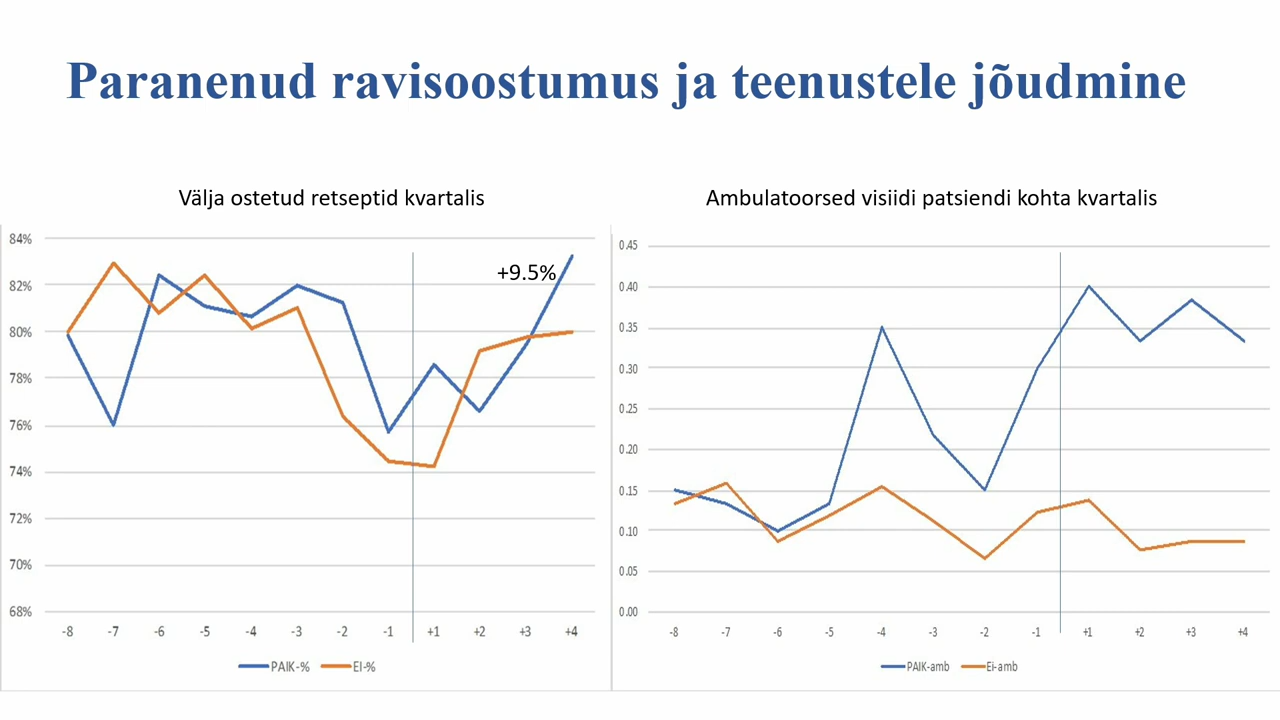 Paranenud ravisoostumus ja teenustele jõudmine
Välja ostetud retseptid kvartalis
84%
82%
80%
78%
76%
74%
72%
70%
68%
+9.5%
-8 -7 -6 -5 -4 -3 -2 -1 +1 +2 +3 +4
PAIK-% EI-%
Ambulatoorsed visiidi patsiendi kohta kvartalis
0.45
0.40
0.35
0.30
0.25
0.20
0.15
0.10
0.05
0.00
-8 -7 -6 -5 -4 -3 -2 -1 +1 +2 +3 +4
PAIK-amb Ei-amb